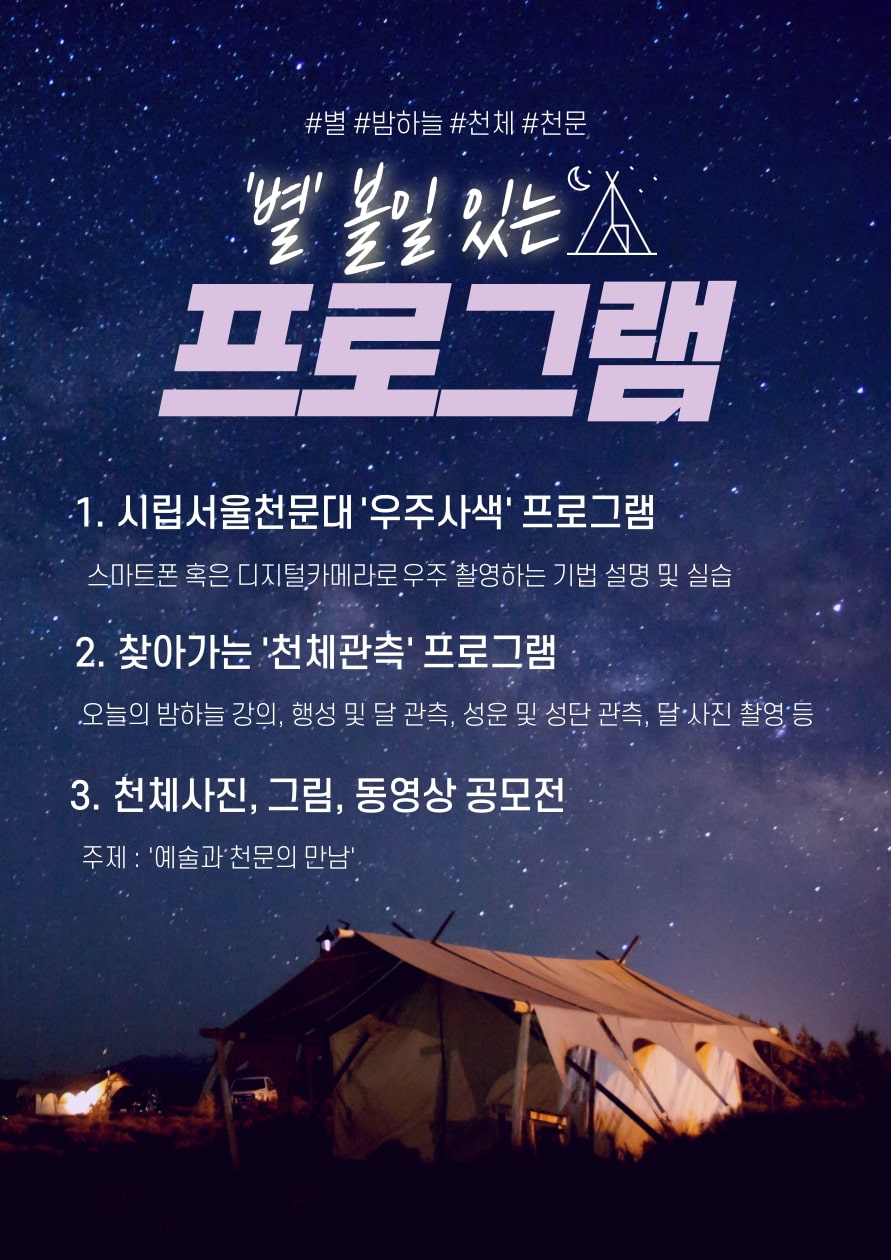 #별 #밤하늘 #천체 #천문
'별' 볼일 있는
프로그램
1. 시립서울천문대 '우주사색' 프로그램
스마트폰 혹은 디지털카메라로 우주 촬영하는 기법 설명 및 실습
2. 찾아가는 '천체관측' 프로그램
오늘의 밤하늘 강의, 행성 및 달 관측, 성운 및 성단 관측, 달 사진 촬영 등
3. 천체사진, 그림, 동영상 공모전
주제 : '예술과 천문의 만남'